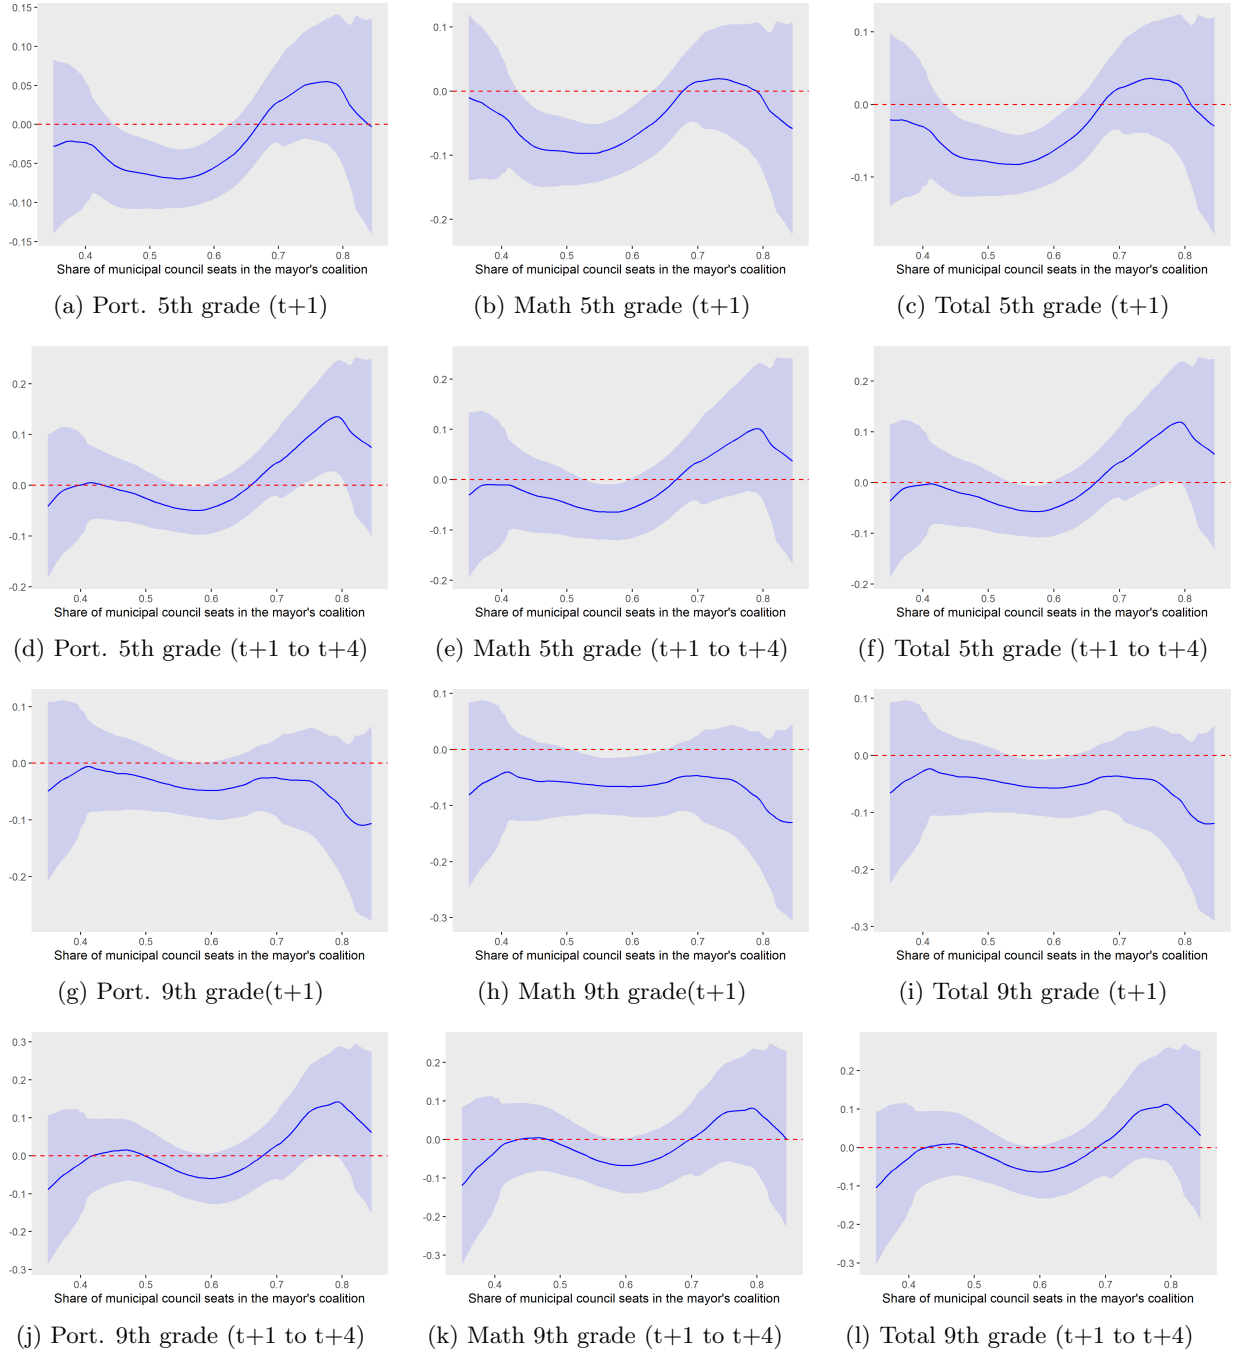 0.15
0.10
0.05
0.00
-0.05
-0.10
-0.15
0.4 0.5 0.6 0.7 0.8
Share of municipal council seats in the mayor's coalition
(a) Port. 5th grade (t+1)
0.1
0.0
-0.1
-0.2
0.4 0.5 0.6 0.7 0.8
Share of municipal council seats in the mayor's coalition
(b) Math 5th grade (t+1)
0.1
0.0
-0.1
0.4 0.5 0.6 0.7 0.8
Share of municipal council seats in the mayor's coalition
(c) Total 5th grade (t+1)
0.2
0.1
0.0
-0.1
-0.2
0.4 0.5 0.6 0.7 0.8
Share of municipal council seats in the mayor's coalition
(d) Port. 5th grade (t+1 to t+4)
0.2
0.1
0.0
-0.1
-0.2
0.4 0.5 0.6 0.7 0.8
Share of municipal council seats in the mayor's coalition
(e) Math 5th grade (t+1 to t+4)
0.2
0.1
0.0
-0.1
-0.2
0.4 0.5 0.6 0.7 0.8
Share of municipal council seats in the mayor's coalition
(f) Total 5th grade (t+1 to t+4)
0.1
0.0
-0.1
-0.2
0.4 0.5 0.6 0.7 0.8
Share of municipal council seats in the mayor's coalition
(g) Port. 9th grade(t+1)
0.1
0.0
-0.1
-0.2
-0.3
0.4 0.5 0.6 0.7 0.8
Share of municipal council seats in the mayor's coalition
(h) Math 9th grade(t+1)
0.1
0.0
-0.1
-0.2
-0.3
0.4 0.5 0.6 0.7 0.8
Share of municipal council seats in the mayor's coalition
(i) Total 9th grade (t+1)
0.3
0.2
0.1
0.0
-0.1
-0.2
-0.3
0.4 0.5 0.6 0.7 0.8
Share of municipal council seats in the mayor's coalition
(j) Port. 9th grade (t+1 to t+4)
0.2
0.1
0.0
-0.1
-0.2
-0.3
0.4 0.5 0.6 0.7 0.8
Share of municipal council seats in the mayor's coalition
(k) Math 9th grade (t+1 to t+4)
0.2
0.1
0.0
-0.1
-0.2
-0.3
0.4 0.5 0.6 0.7 0.8
Share of municipal council seats in the mayor's coalition
(l) Total 9th grade (t+1 to t+4)